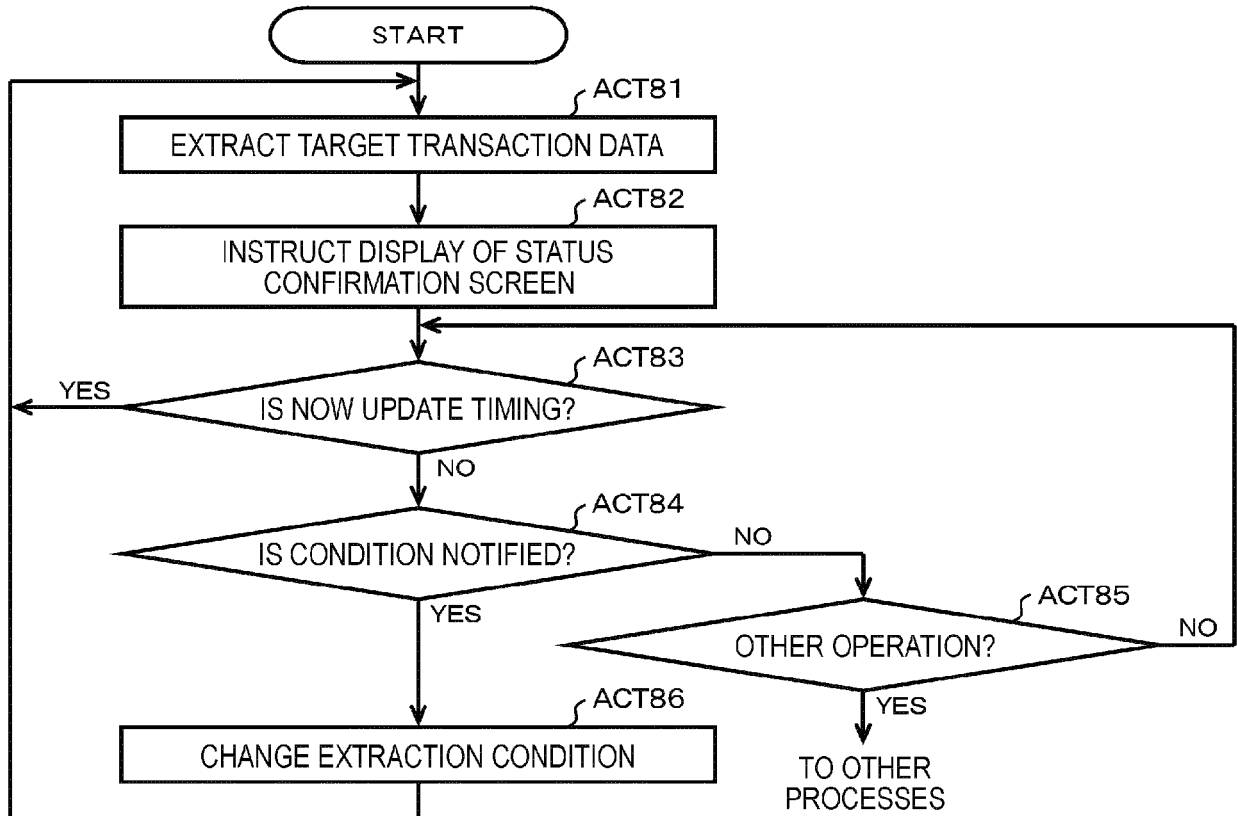 START
ACT81
EXTRACT TARGET TRANSACTION DATA
ACT82
INSTRUCT DISPLAY OF STATUS
CONFIRMATION SCREEN
ACT83
YES
IS NOW UPDATE TIMING?
NO
ACT84
IS CONDITION NOTIFIED?
NO
YES
ACT85
OTHER OPERATION?
NO
YES
ACT86
CHANGE EXTRACTION CONDITION
TO OTHER
PROCESSES